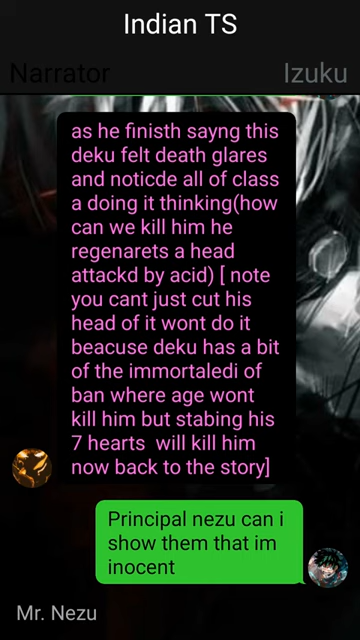 Indian TS
Narrator
Izuku
as he finisth sayng this
deku felt death glares
and noticde all of class
a doing it thinking(how
can we kill him he
regenarets a head
attackd by acid) [ note
you cant just cut his
head of it wont do it
beacuse deku has a bit
of the immortaledi of
ban where age wont
kill him but stabing his
7 hearts will kill him
now back to the story]
Principal nezu can i
show them that im
inocent
Mr. Nezu